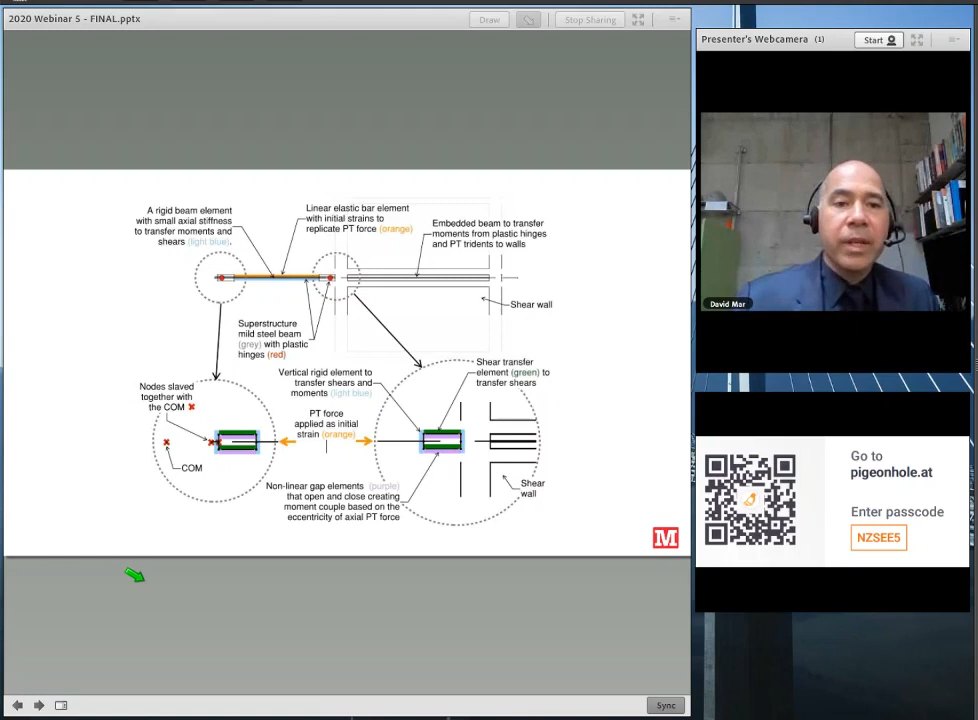 2020 Webinar 5 - FINAL.pptx
Draw
Stop Sharing
A rigid beam element
with small axial stiffness
to transfer moments and
shears (light blue).
Linear elastic bar element
with initial strains to
replicate PT force (orange)
Embedded beam to transfer
moments from plastic hinges
and PT tridents to walls
Shear wall
Superstructure
mild steel beam
(grey) with plastic
hinges (red)
Nodes slaved
together with
the COM
COM
Vertical rigid element to
transfer shears and
moments (light blue)
PT force
applied as initial
strain (orange)
Shear transfer
element (green) to
transfer shears
Non-linear gap elements (purple)
that open and close creating
moment couple based on the
eccentricity of axial PT force
Shear
wall
M
Sync
Presenter's Webcamera (1)
Start
David Mar
Go to
pigeonhole.at
Enter passcode
NZSEE5